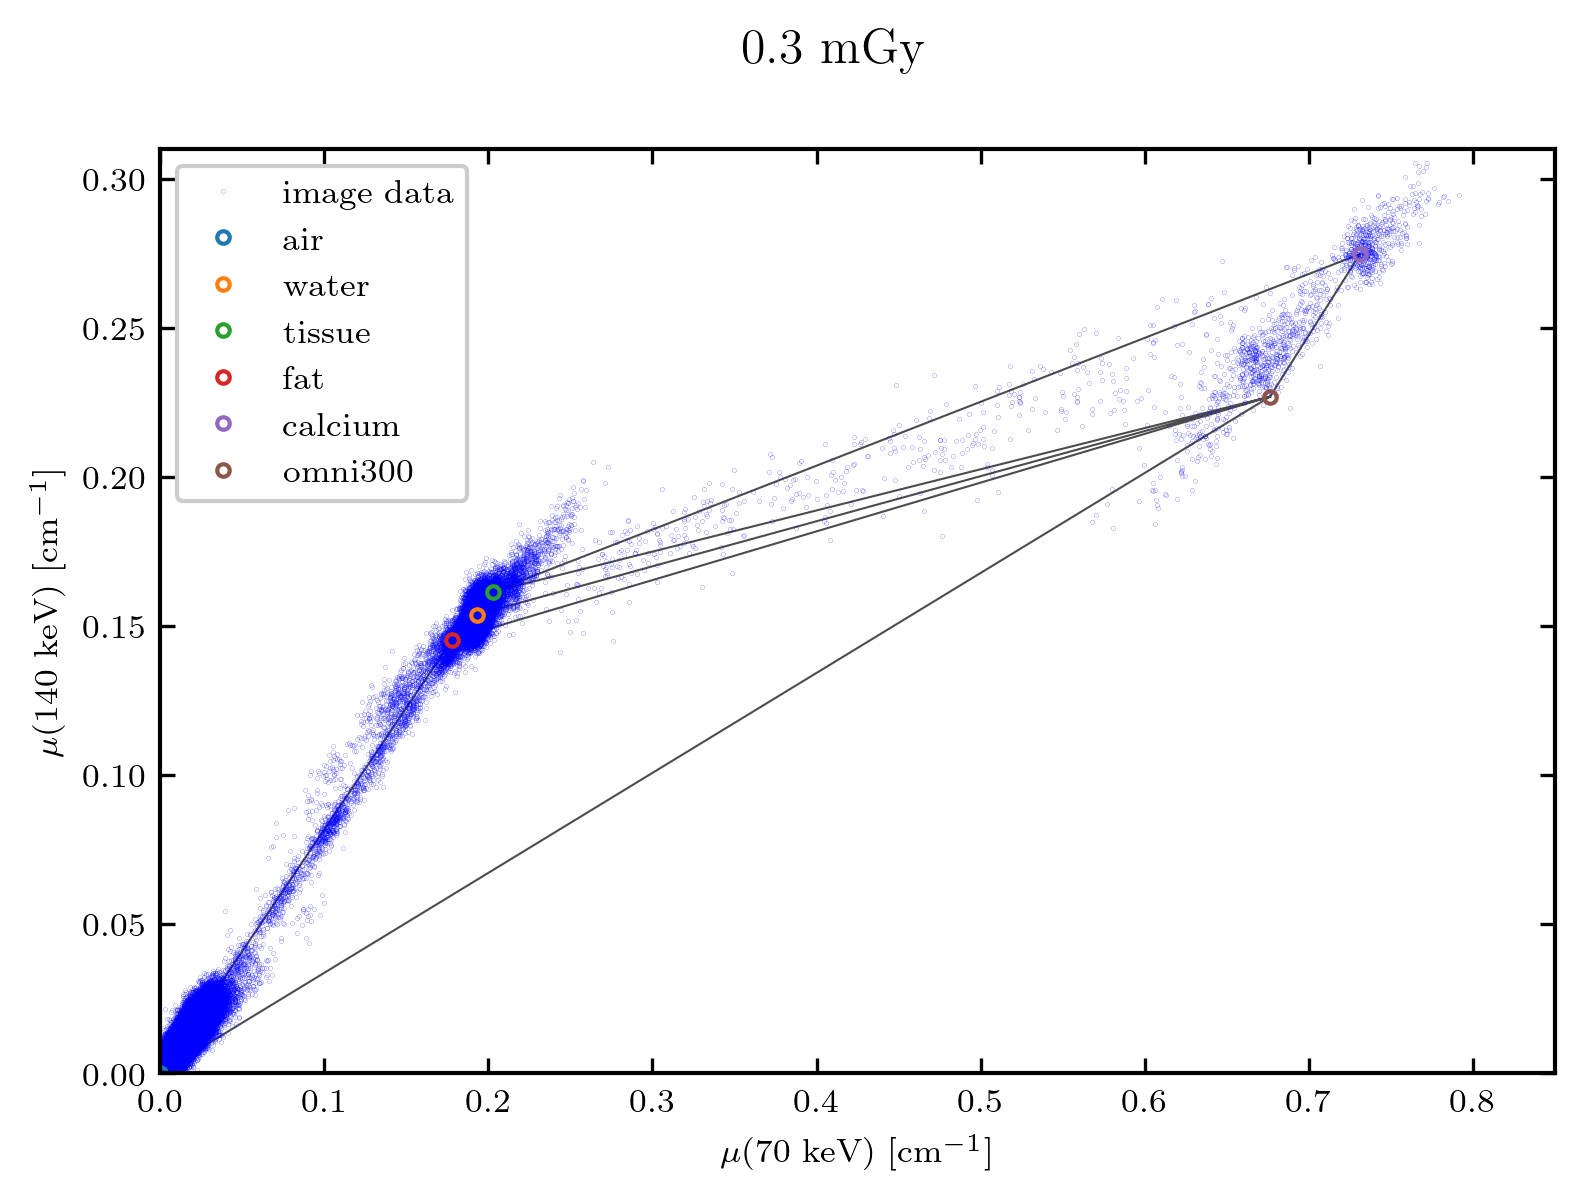 0.3 mGy
image data
air
water
tissue
fat
calcium
omni300
0.30
0.25
0.20
0.15
0.10
0.05
0.00
0.0 0.1 0.2 0.3 0.4 0.5 0.6 0.7 0.8
μ(140 keV) [cm⁻¹]
μ(70 keV) [cm⁻¹]